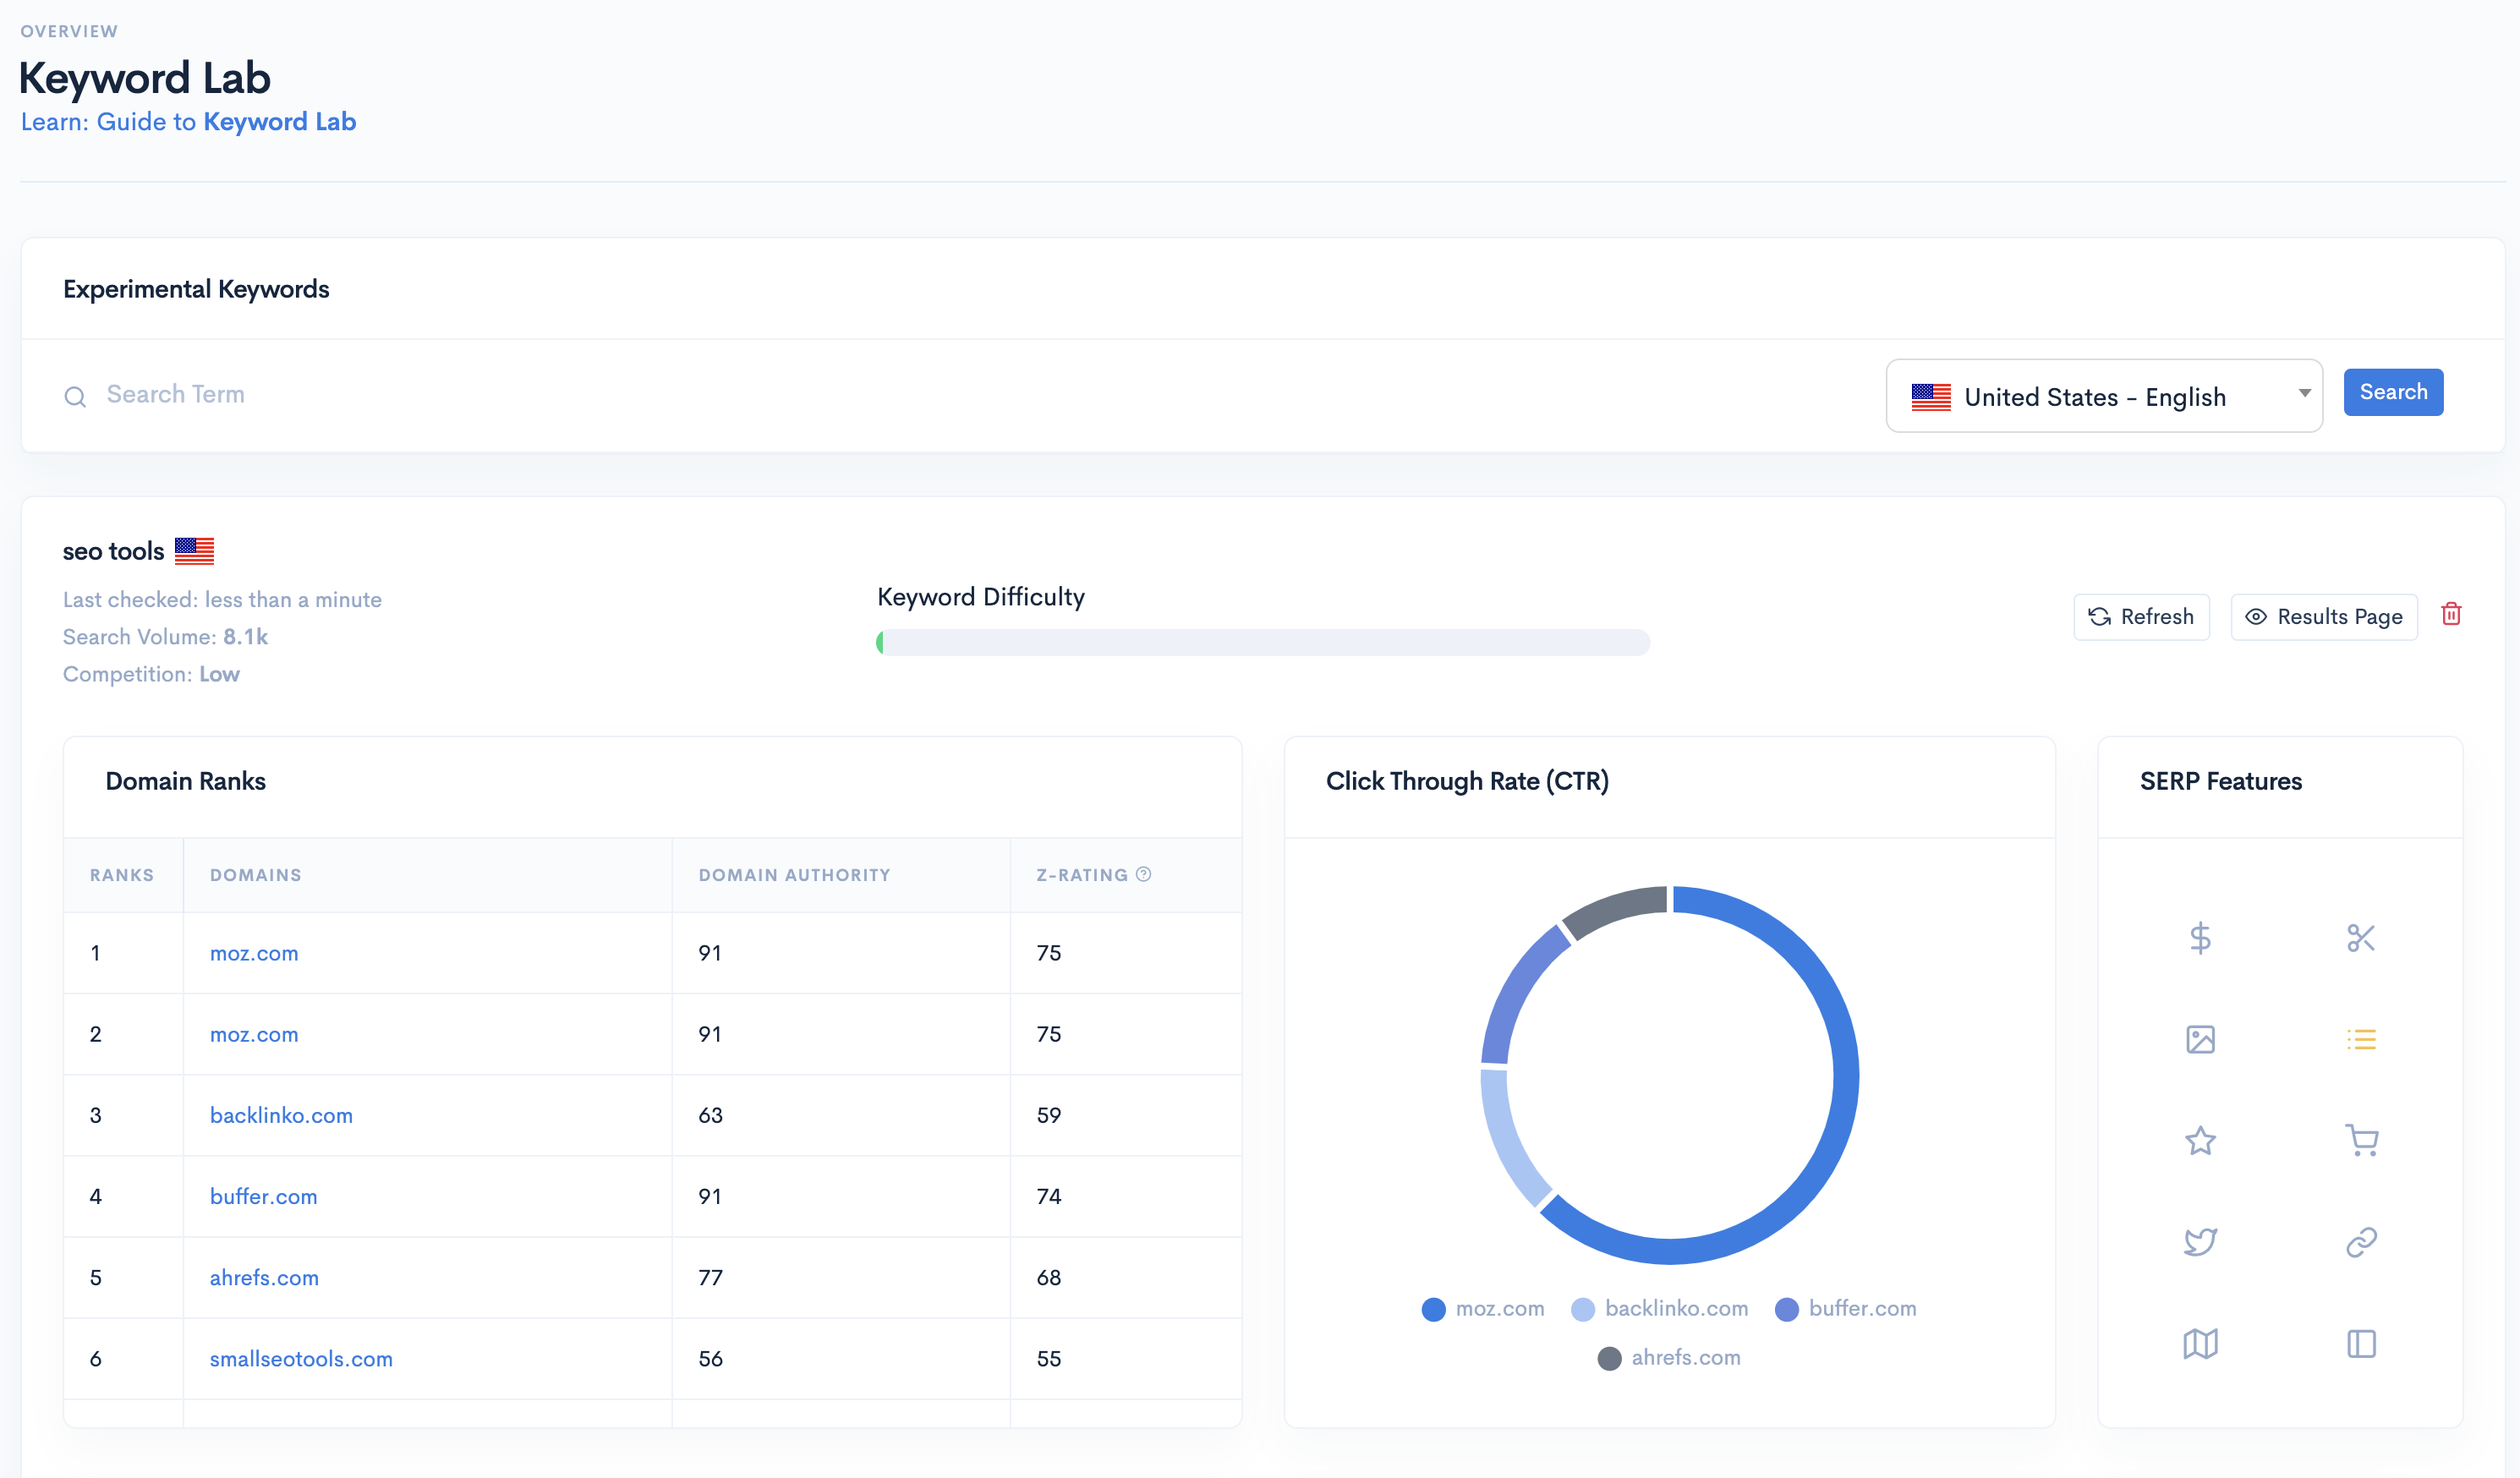 OVERVIEW
Keyword Lab
Learn: Guide to Keyword Lab
Experimental Keywords
Search Term
United States - English
Search
seo tools
Last checked: less than a minute
Search Volume: 8.1k
Competition: Low
Keyword Difficulty
Refresh
Results Page
Domain Ranks
RANKS DOMAINS DOMAIN AUTHORITY Z-RATING
1 moz.com 91 75
2 moz.com 91 75
3 backlinko.com 63 59
4 buffer.com 91 74
5 ahrefs.com 77 68
6 smallseotools.com 56 55
Click Through Rate (CTR)
moz.com backlinko.com buffer.com
ahrefs.com
SERP Features